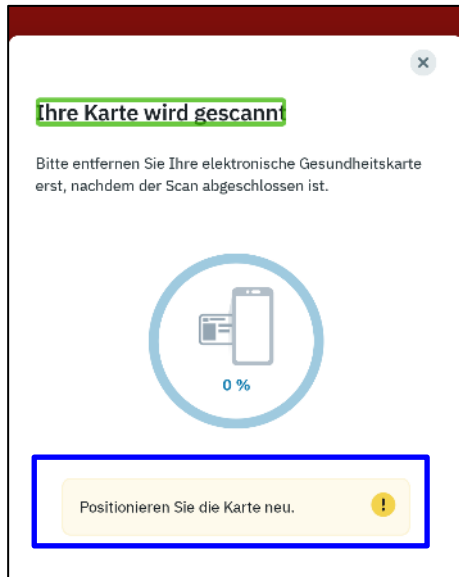 Ihre Karte wird gescannt
Bitte entfernen Sie Ihre elektronische Gesundheitskarte
erst, nachdem der Scan abgeschlossen ist.
0 %
Positionieren Sie die Karte neu.